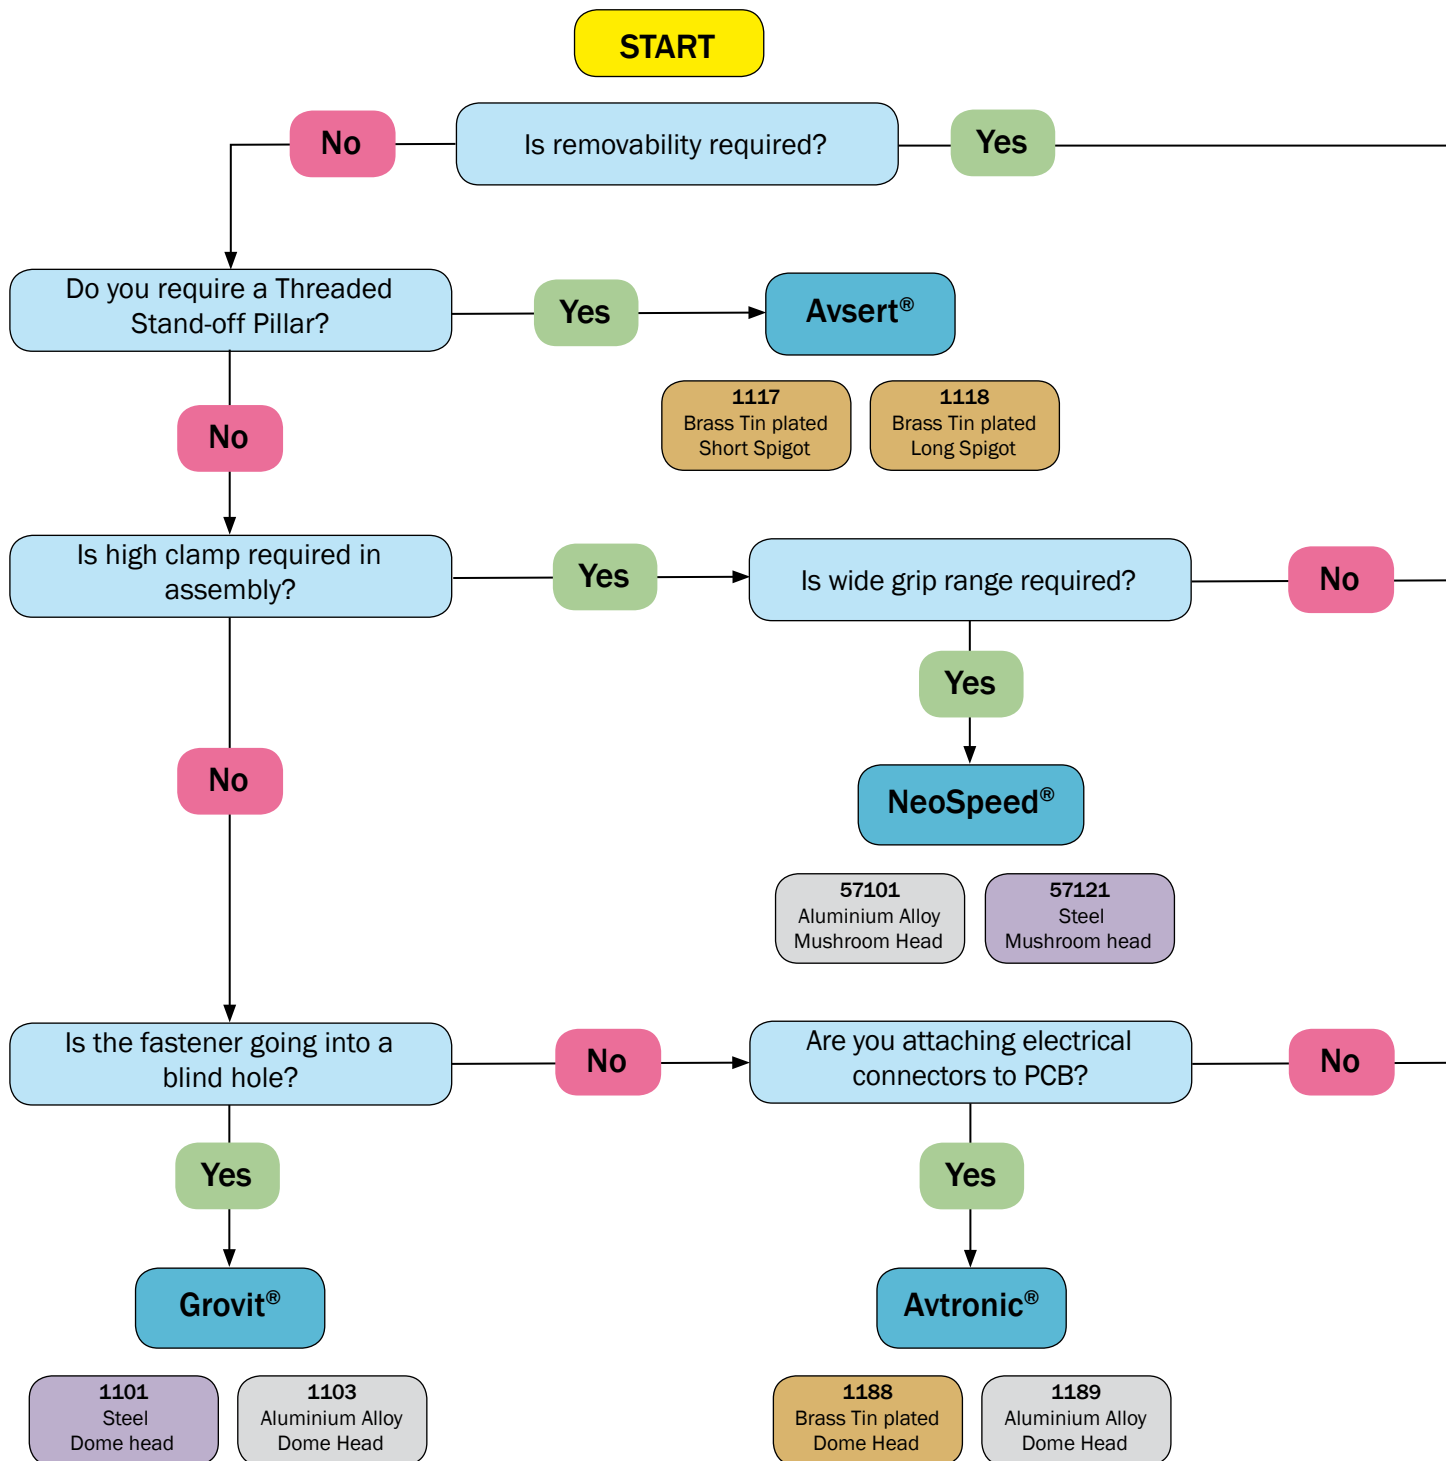 START
No
Is removability required?
Yes
Do you require a Threaded
Stand-off Pillar?
Yes
Avsert®
1117
Brass Tin plated
Short Spigot
1118
Brass Tin plated
Long Spigot
No
Is high clamp required in
assembly?
Yes
Is wide grip range required?
No
Yes
NeoSpeed®
No
57101
Aluminium Alloy
Mushroom Head
57121
Steel
Mushroom head
Is the fastener going into a
blind hole?
No
Are you attaching electrical
connectors to PCB?
No
Yes
Yes
Grovit®
Avtronic®
1101
Steel
Dome head
1103
Aluminium Alloy
Dome Head
1188
Brass Tin plated
Dome Head
1189
Aluminium Alloy
Dome Head